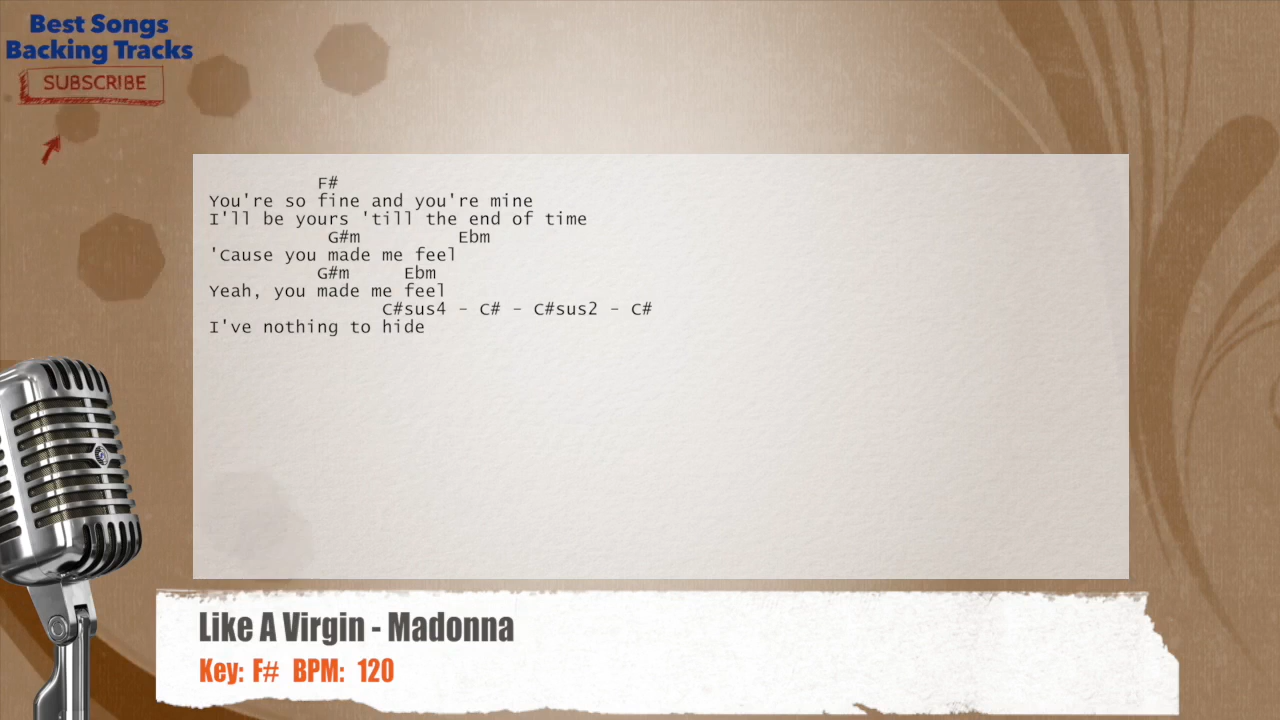 Best Songs
Backing Tracks
SUBSCRIBE
F#
You're so fine and you're mine
I'll be yours 'till the end of time
G#m Ebm
'Cause you made me feel
G#m Ebm
Yeah, you made me feel
C#sus4 - C# - C#sus2 - C#
I've nothing to hide
Like A Virgin - Madonna
Key: F# BPM: 120